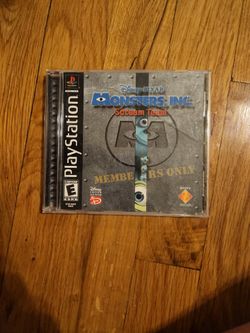 PlayStation
Disney·PIXAR
MONSTERS, INC.
Scream Team
MEMBERS ONLY
E